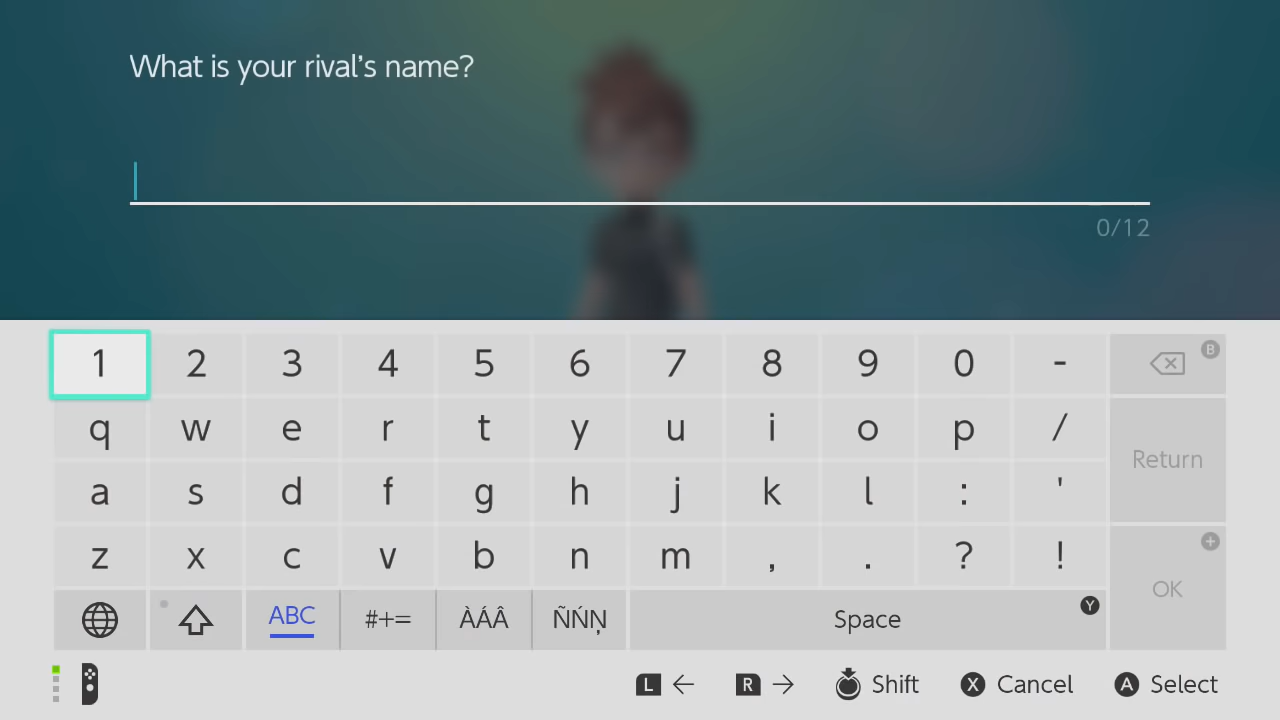 What is your rival's name?
0/12
1 2 3 4 5 6 7 8 9 0 - B
q w e r t y u i o p /
Return
a s d f g h j k l : '
z x c v b n m , . ? ! +
OK
ABC #+= ÀÁÂ ÑŃŅ Space Y
L ← R → Shift X Cancel A Select